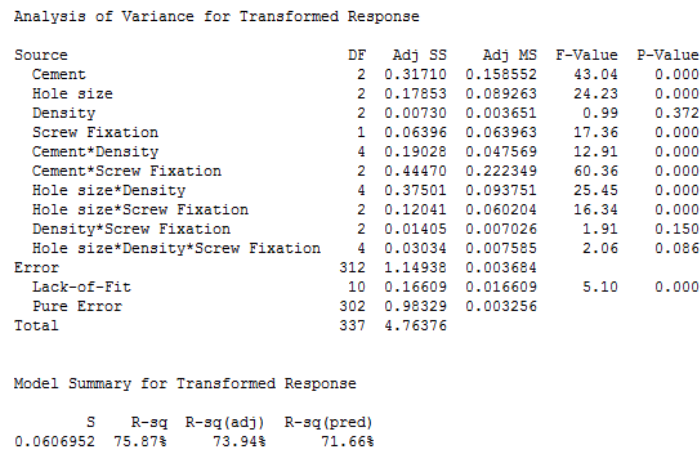 Analysis of Variance for Transformed Response
Source DF Adj SS Adj MS F-Value P-Value
Cement 2 0.31710 0.158552 43.04 0.000
Hole size 2 0.17853 0.089263 24.23 0.000
Density 2 0.00730 0.003651 0.99 0.372
Screw Fixation 1 0.06396 0.063963 17.36 0.000
Cement*Density 4 0.19028 0.047569 12.91 0.000
Cement*Screw Fixation 2 0.44470 0.222349 60.36 0.000
Hole size*Density 4 0.37501 0.093751 25.45 0.000
Hole size*Screw Fixation 2 0.12041 0.060204 16.34 0.000
Density*Screw Fixation 2 0.01405 0.007026 1.91 0.150
Hole size*Density*Screw Fixation 4 0.03034 0.007585 2.06 0.086
Error 312 1.14938 0.003684
Lack-of-Fit 10 0.16609 0.016609 5.10 0.000
Pure Error 302 0.98329 0.003256
Total 337 4.76376
Model Summary for Transformed Response
S R-sq R-sq(adj) R-sq(pred)
0.0606952 75.87% 73.94% 71.66%